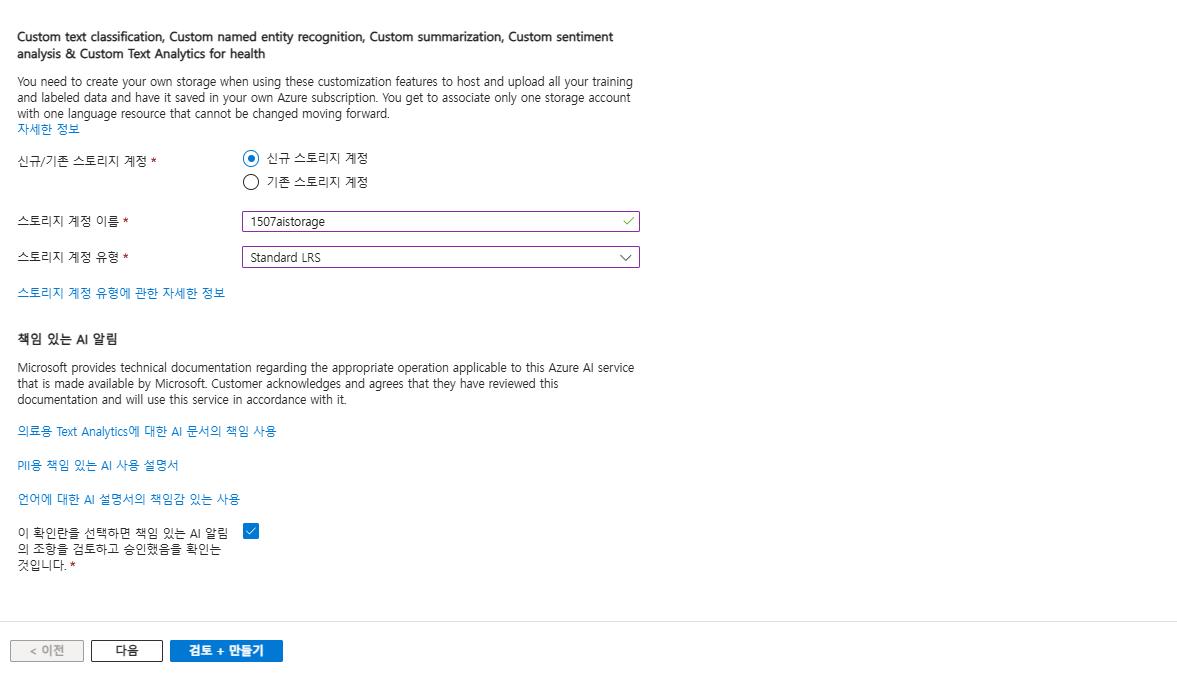 Custom text classification, Custom named entity recognition, Custom summarization, Custom sentiment
analysis & Custom Text Analytics for health
You need to create your own storage when using these customization features to host and upload all your training
and labeled data and have it saved in your own Azure subscription. You get to associate only one storage account
with one language resource that cannot be changed moving forward.
자세한 정보
신규/기존 스토리지 계정 *
신규 스토리지 계정
기존 스토리지 계정
스토리지 계정 이름 *
1507aistorage
스토리지 계정 유형 *
Standard LRS
스토리지 계정 유형에 관한 자세한 정보
책임 있는 AI 알림
Microsoft provides technical documentation regarding the appropriate operation applicable to this Azure AI service
that is made available by Microsoft. Customer acknowledges and agrees that they have reviewed this
documentation and will use this service in accordance with it.
의료용 Text Analytics에 대한 AI 문서의 책임 사용
PII용 책임 있는 AI 사용 설명서
언어에 대한 AI 설명서의 책임감 있는 사용
이 확인란을 선택하면 책임 있는 AI 알림
의 조항을 검토하고 승인했음을 확인는
것입니다. *
< 이전
다음
검토 + 만들기